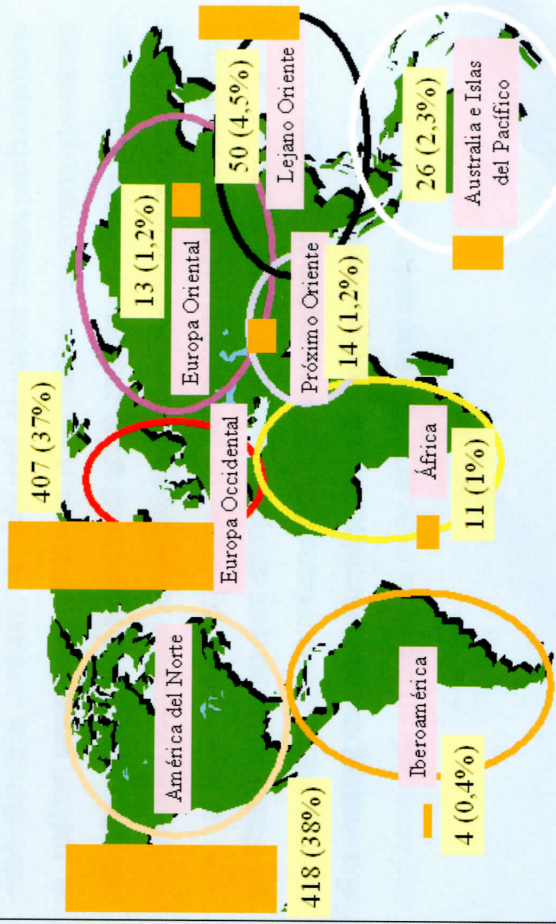 407 (37%)
13 (1,2%)
Europa Oriental
50 (4,5%)
Lejano Oriente
América del Norte
Europa Occidental
Próximo Oriente
14 (1,2%)
418 (38%)
26 (2,3%)
Australia e Islas
del Pacífico
Iberoamérica
África
4 (0,4%)
11 (1%)